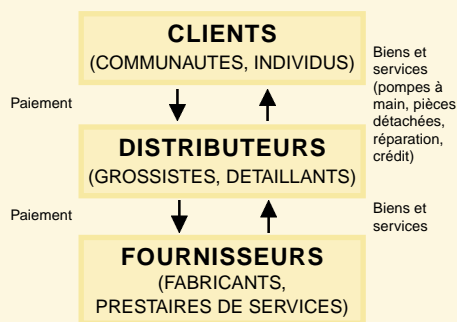 CLIENTS
(COMMUNAUTES, INDIVIDUS)
Paiement
Biens et
services
(pompes à
main, pièces
détachées,
réparation,
crédit)
DISTRIBUTEURS
(GROSSISTES, DETAILLANTS)
Paiement
Biens et
services
FOURNISSEURS
(FABRICANTS,
PRESTAIRES DE SERVICES)